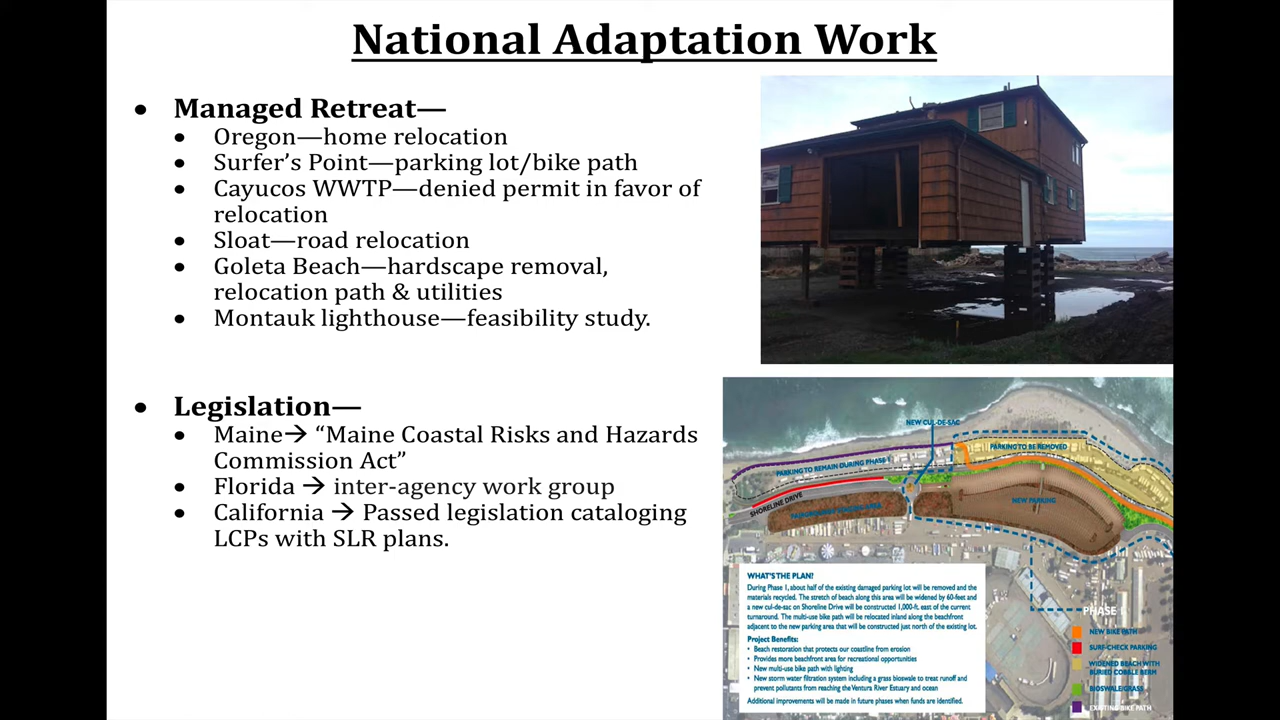 National Adaptation Work
• Managed Retreat—
• Oregon—home relocation
• Surfer's Point—parking lot/bike path
• Cayucos WWTP—denied permit in favor of
relocation
• Sloat—road relocation
• Goleta Beach—hardscape removal,
relocation path & utilities
• Montauk lighthouse—feasibility study.
• Legislation—
• Maine→ “Maine Coastal Risks and Hazards
Commission Act”
• Florida → inter-agency work group
• California → Passed legislation cataloging
LCPs with SLR plans.
NEW CUL-DE-SAC
PARKING TO BE REMOVED
PARKING TO REMAIN DURING PHASE 1
SHORELINE DRIVE
NEW PARKING
WHAT'S THE PLAN?
During Phase 1, about half of the existing damaged parking lot will be removed and the
materials recycled. The stretch of beach along this area will be widened by 60-feet and
a new cul-de-sac on Shoreline Drive will be constructed 1,000-ft. east of the current
turnaround. The multi-use bike path will be relocated inland along the beachfront
adjacent to the new parking area that will be constructed just north of the existing lot.
Project Benefits:
• Beach restoration that protects our coastline from erosion
• Provides more beachfront area for recreational opportunities
• New multi-use bike path with lighting
• New storm water filtration system including a grass bioswale to treat runoff and
prevent pollutants from reaching the Ventura River Estuary and ocean
Additional improvements will be made in future phases when funds are identified.
PHASE
NEW BIKE PATH
SURF-CHECK PARKING
WIDENED BEACH WITH
BURIED COBBLE BERM
BIOSWALE/GRASS
EXISTING BIKE PATH